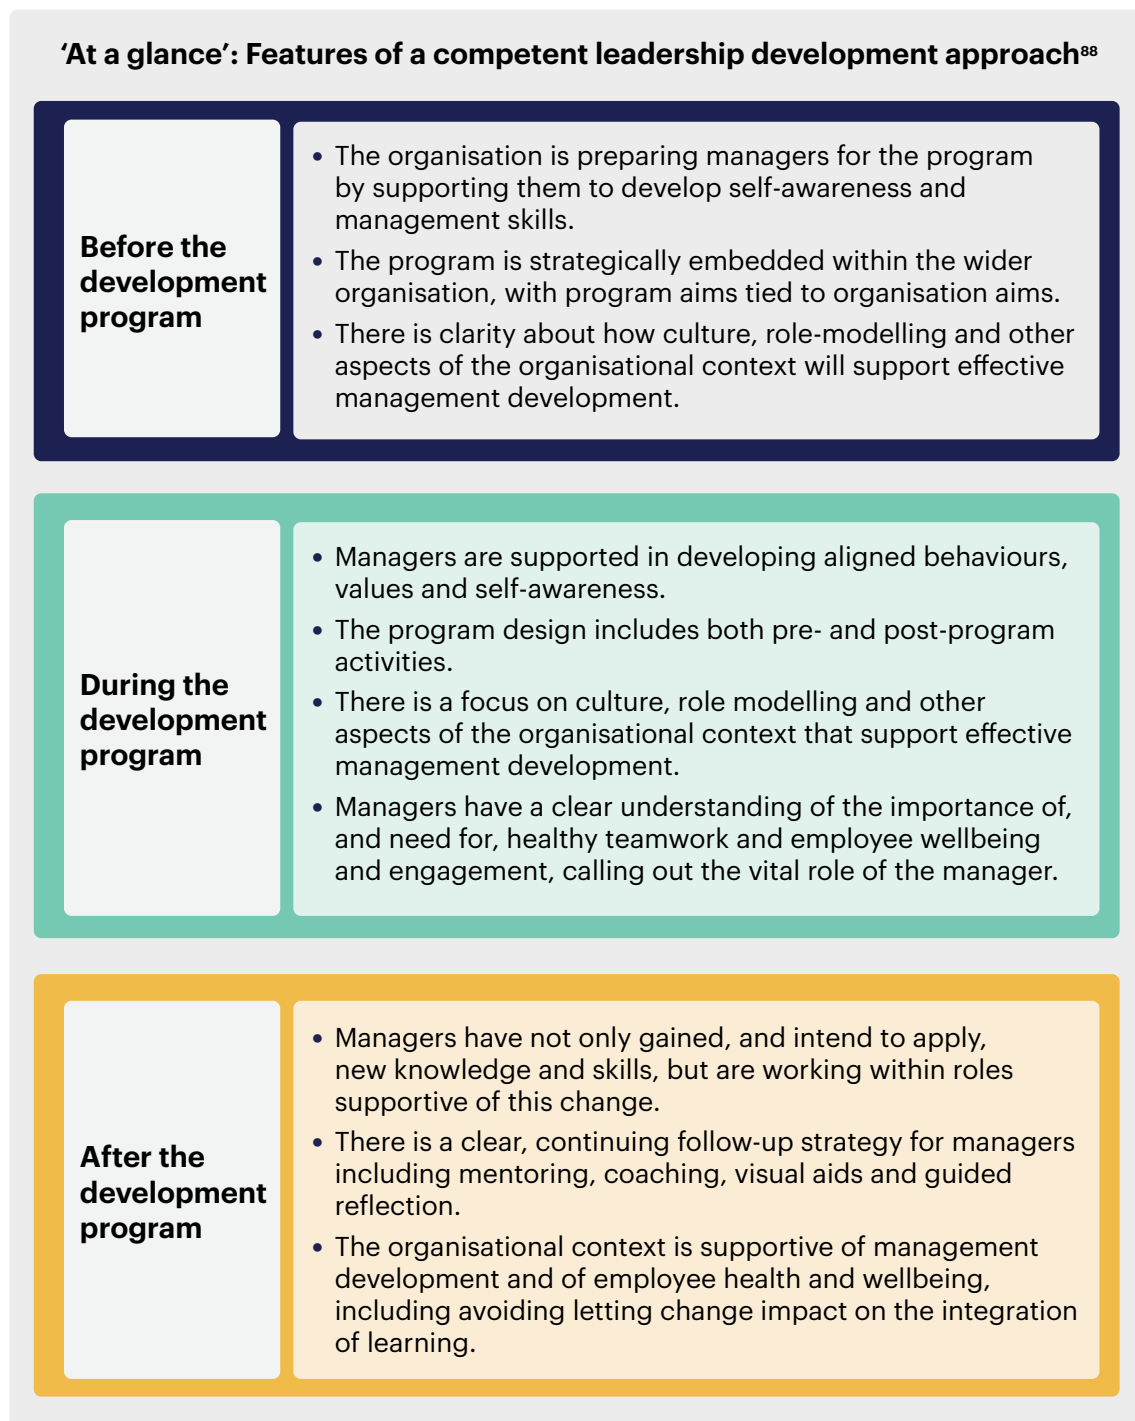 ‘At a glance’: Features of a competent leadership development approach⁸⁸
Before the
development
program
• The organisation is preparing managers for the program
by supporting them to develop self-awareness and
management skills.
• The program is strategically embedded within the wider
organisation, with program aims tied to organisation aims.
• There is clarity about how culture, role-modelling and other
aspects of the organisational context will support effective
management development.
During the
development
program
• Managers are supported in developing aligned behaviours,
values and self-awareness.
• The program design includes both pre- and post-program
activities.
• There is a focus on culture, role modelling and other
aspects of the organisational context that support effective
management development.
• Managers have a clear understanding of the importance of,
and need for, healthy teamwork and employee wellbeing
and engagement, calling out the vital role of the manager.
After the
development
program
• Managers have not only gained, and intend to apply,
new knowledge and skills, but are working within roles
supportive of this change.
• There is a clear, continuing follow-up strategy for managers
including mentoring, coaching, visual aids and guided
reflection.
• The organisational context is supportive of management
development and of employee health and wellbeing,
including avoiding letting change impact on the integration
of learning.